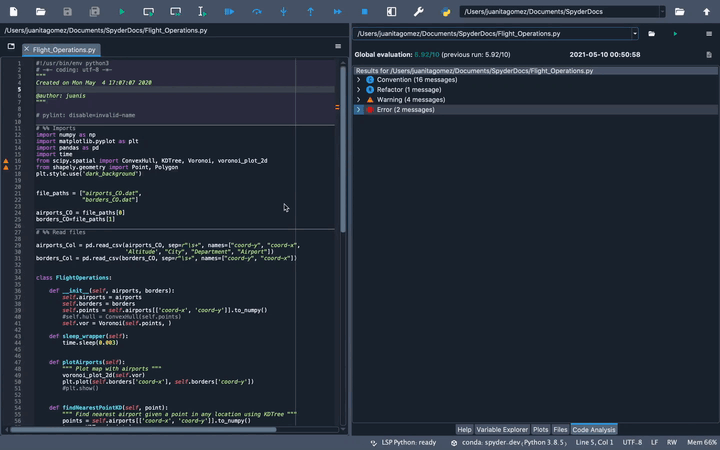 /Users/juanitagomez/Documents/SpyderDocs
/Users/juanitagomez/Documents/SpyderDocs/Flight_Operations.py
Flight_Operations.py
1 #!/usr/bin/env python3
2 # -*- coding: utf-8 -*-
3 """
4 Created on Mon May  4 17:07:07 2020
5
6 @author: juanis
7 """
8
9 # pylint: disable=invalid-name
10
11 # %% Imports
12 import numpy as np
13 import matplotlib.pyplot as plt
14 import pandas as pd
15 import time
16 from scipy.spatial import ConvexHull, KDTree, Voronoi, voronoi_plot_2d
17 from shapely.geometry import Point, Polygon
18 plt.style.use('dark_background')
19
20
21 file_paths = ["airports_CO.dat",
22 "borders_CO.dat"]
23
24 airports_CO = file_paths[0]
25 borders_CO=file_paths[1]
26
27 # %% Read files
28
29 airports_Col = pd.read_csv(airports_CO, sep=r"\s+", names=["coord-y", "coord-x",
30 'Altitud', "City", "Department", "Airport"])
31 borders_Col = pd.read_csv(borders_CO, sep=r"\s+", names=["coord-y", "coord-x"])
32
33
34 class FlightOperations:
35
36 def __init__(self, airports, borders):
37 self.airports = airports
38 self.borders = borders
39 self.points = self.airports[['coord-x', 'coord-y']].to_numpy()
40 #self.hull = ConvexHull(self.points)
41 self.vor = Voronoi(self.points, )
42
43 def sleep_wrapper(self):
44 time.sleep(0.003)
45
46
47 def plotAirports(self):
48 """ Plot map with airports """
49 voronoi_plot_2d(self.vor)
50 plt.plot(self.borders['coord-x'], self.borders['coord-y'])
51 #plt.show()
52
53
54 def findNearestPointKD(self, point):
55 """ Find nearest airport given a point in any location using KDTree """
56 points = self.airports[['coord-x', 'coord-y']].to_numpy()
/Users/juanitagomez/Documents/SpyderDocs/Flight_Operations.py
Global evaluation: 5.92/10 (previous run: 5.92/10) 2021-05-10 00:50:58
Results for /Users/juanitagomez/Documents/SpyderDocs/Flight_Operations.py
Convention (16 messages)
Refactor (1 message)
Warning (4 messages)
Error (2 messages)
Help Variable Explorer Plots Files Code Analysis
LSP Python: ready conda: spyder-dev (Python 3.8.5) Line 5, Col 1 UTF-8 LF RW Mem 66%